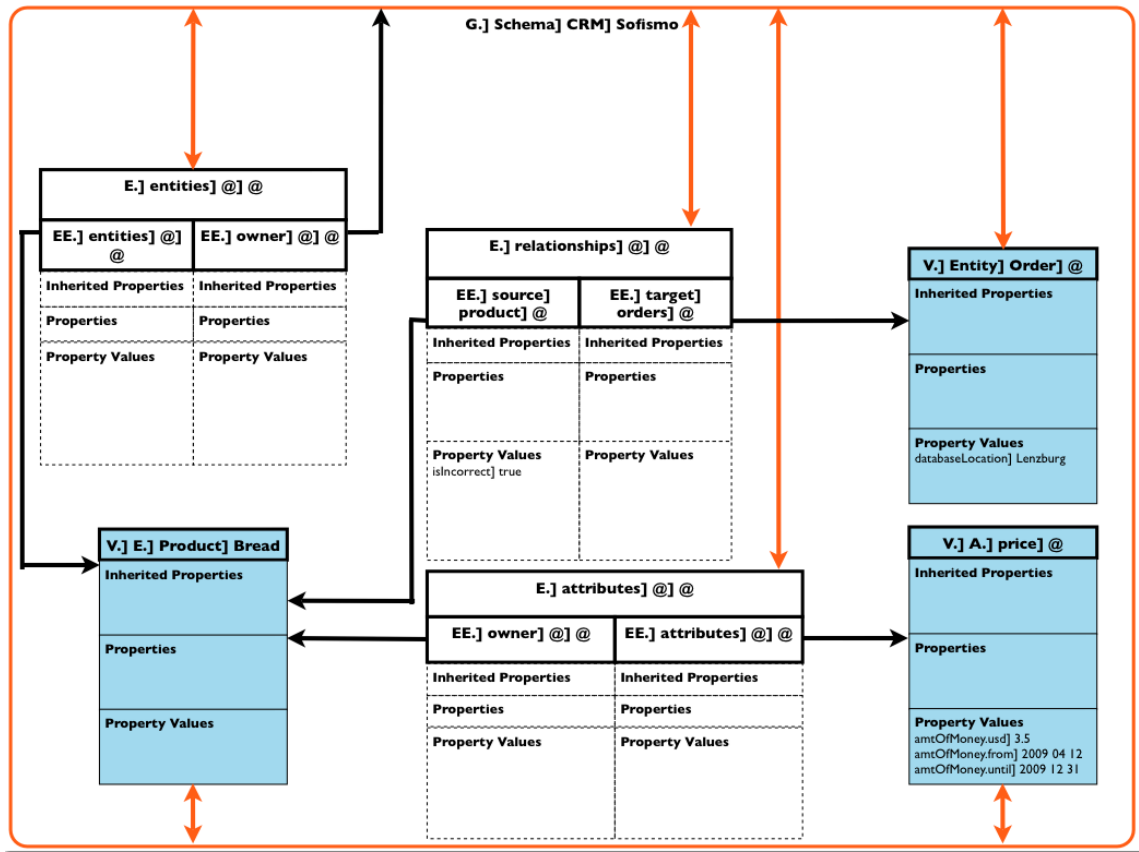 G.] Schema] CRM] Sofismo
E.] entities] @] @
EE.] entities] @]
@
EE.] owner] @] @
Inherited Properties
Inherited Properties
Properties
Properties
Property Values
Property Values
E.] relationships] @] @
EE.] source]
product] @
EE.] target]
orders] @
Inherited Properties
Inherited Properties
Properties
Properties
Property Values
isIncorrect] true
Property Values
V.] Entity] Order] @
Inherited Properties
Properties
Property Values
databaseLocation] Lenzburg
V.] E.] Product] Bread
Inherited Properties
Properties
Property Values
E.] attributes] @] @
EE.] owner] @] @
EE.] attributes] @] @
Inherited Properties
Inherited Properties
Properties
Properties
Property Values
Property Values
V.] A.] price] @
Inherited Properties
Properties
Property Values
amtOfMoney.usd] 3.5
amtOfMoney.from] 2009 04 12
amtOfMoney.until] 2009 12 31